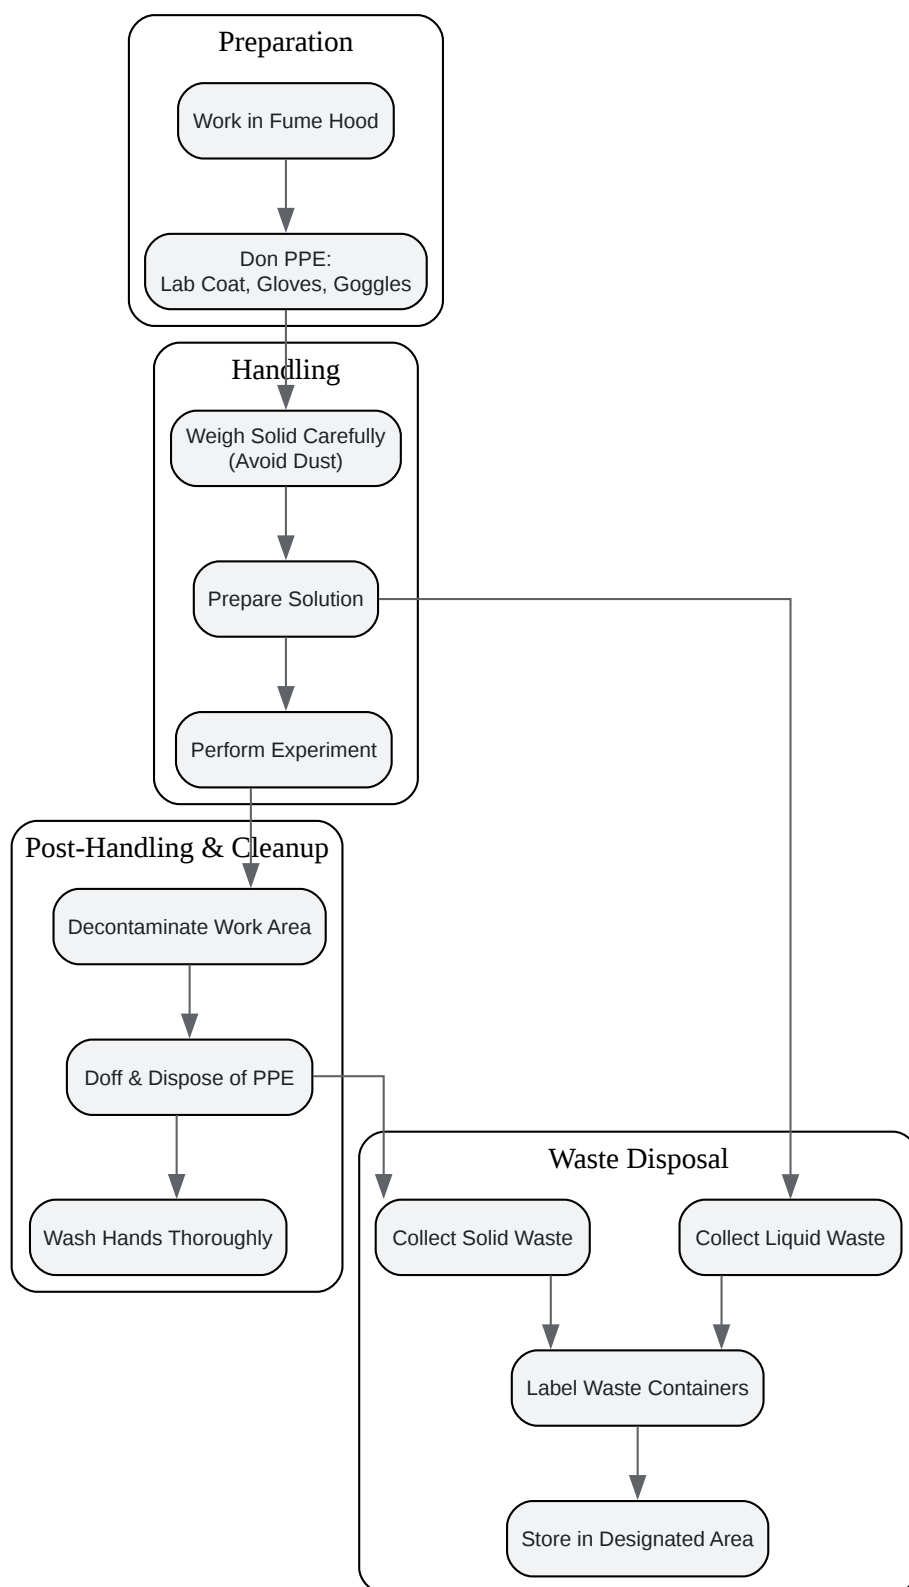 Preparation
Work in Fume Hood
Don PPE:
Lab Coat, Gloves, Goggles
Handling
Weigh Solid Carefully
(Avoid Dust)
Prepare Solution
Perform Experiment
Post-Handling & Cleanup
Decontaminate Work Area
Doff & Dispose of PPE
Wash Hands Thoroughly
Waste Disposal
Collect Solid Waste
Collect Liquid Waste
Label Waste Containers
Store in Designated Area